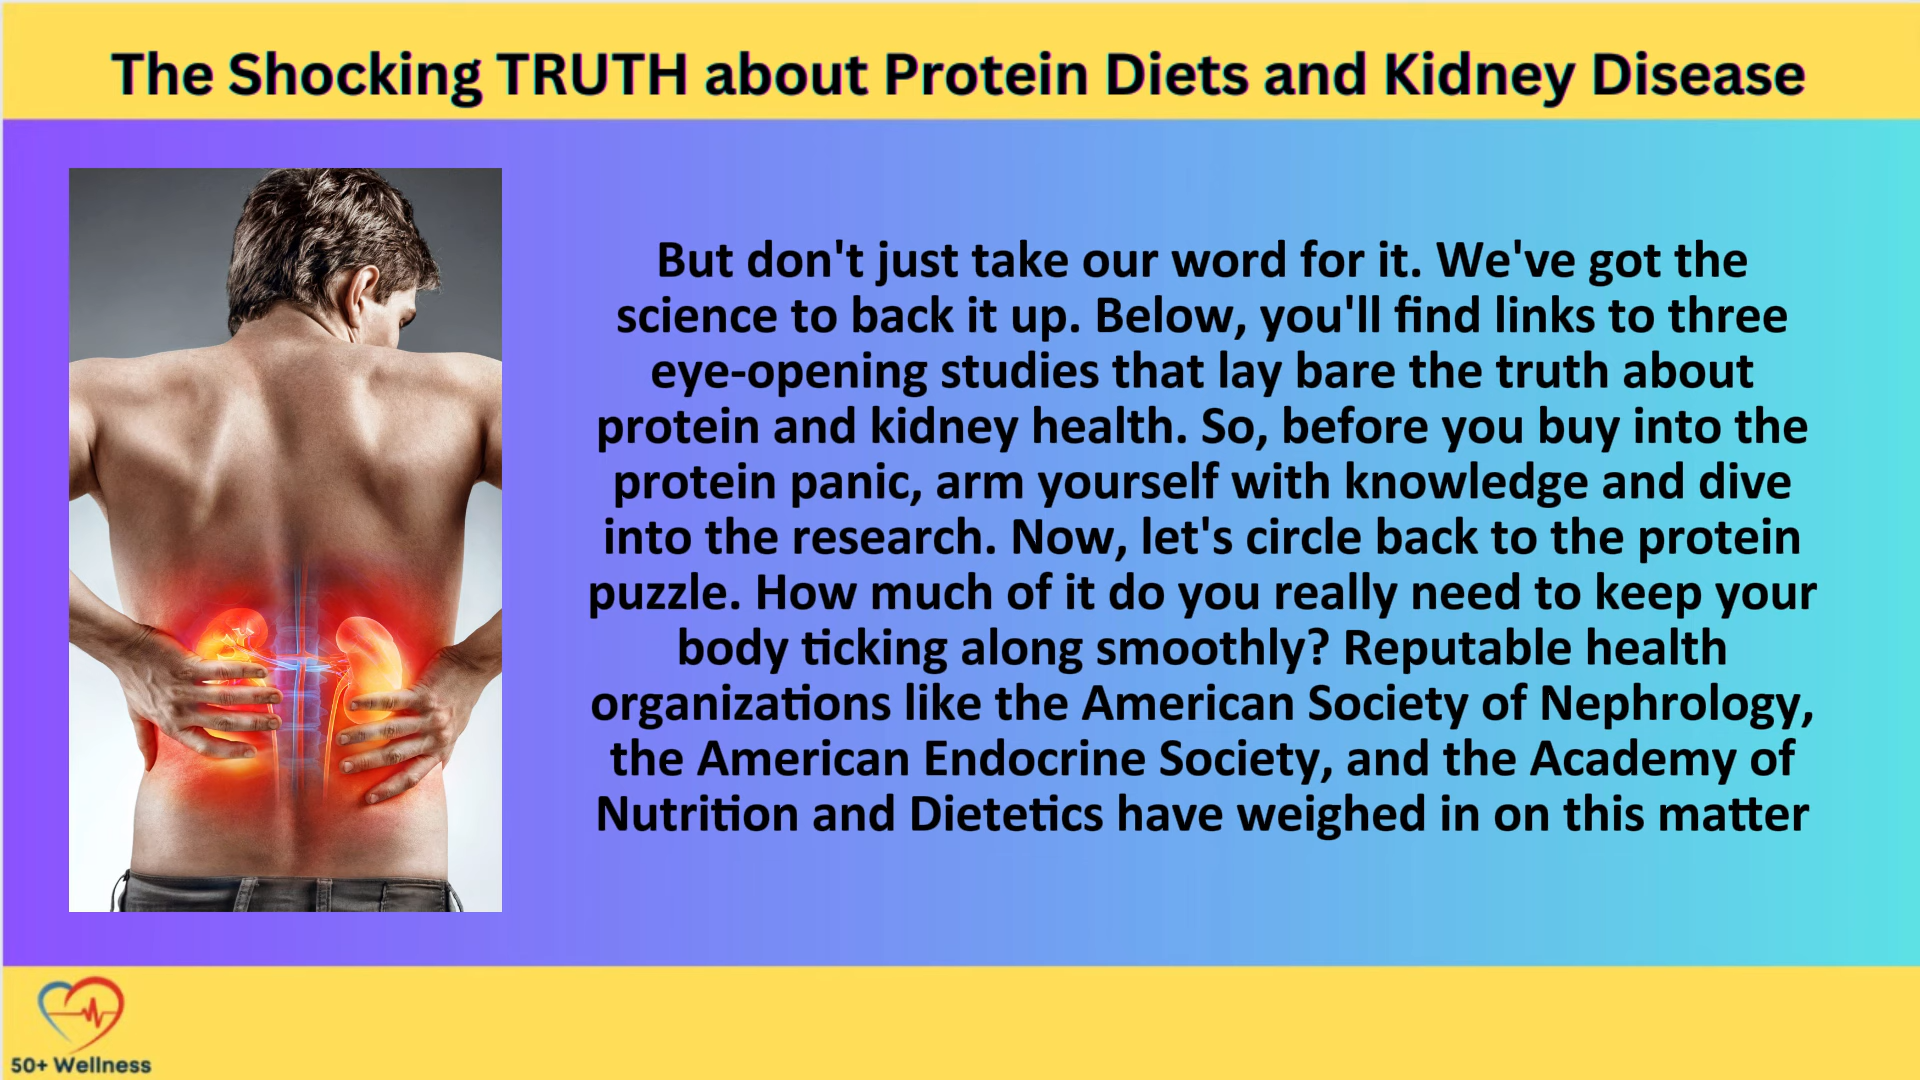 The Shocking TRUTH about Protein Diets and Kidney Disease
But don't just take our word for it. We've got the
science to back it up. Below, you'll find links to three
eye-opening studies that lay bare the truth about
protein and kidney health. So, before you buy into the
protein panic, arm yourself with knowledge and dive
into the research. Now, let's circle back to the protein
puzzle. How much of it do you really need to keep your
body ticking along smoothly? Reputable health
organizations like the American Society of Nephrology,
the American Endocrine Society, and the Academy of
Nutrition and Dietetics have weighed in on this matter
50+ Wellness